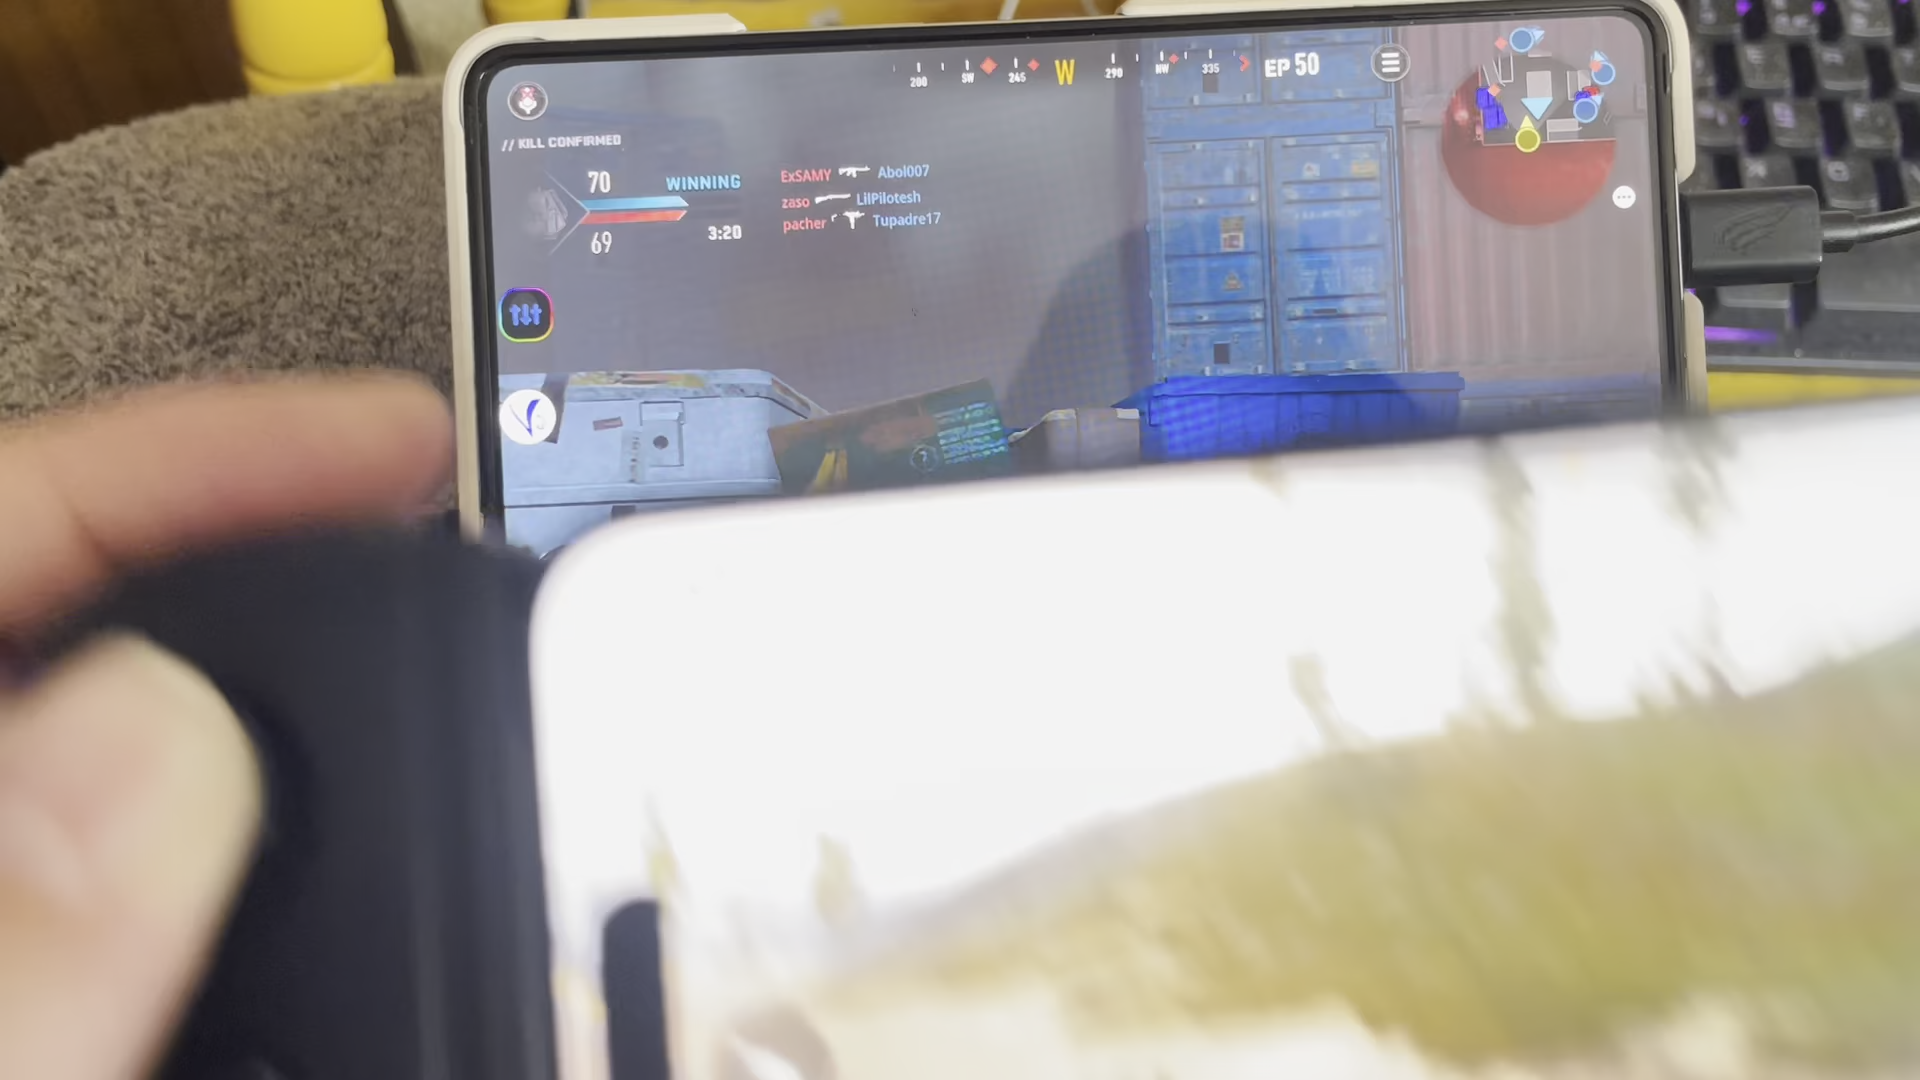 200 SW 245 W 290 NW 335 EP 50
// KILL CONFIRMED
70 WINNING
69 3:20
ExSAMY Abol007
zaso LilPilotesh
pacher Tupadre17